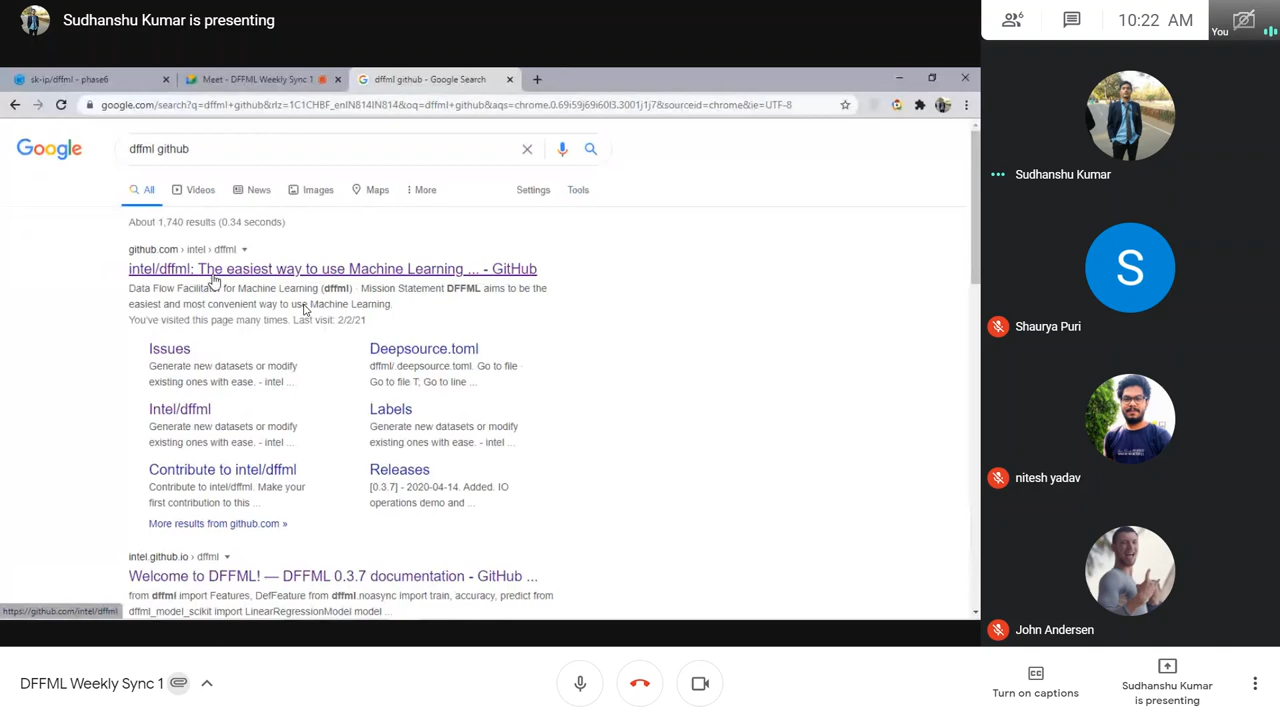 Sudhanshu Kumar is presenting
6
10:22 AM
You
sk-ip/dffml - phase6
Meet - DFFML Weekly Sync 1
dffml github - Google Search
google.com/search?q=dffml+github&rlz=1C1CHBF_enIN814IN814&oq=dffml+github&aqs=chrome.0.69i59j69i60l3.3001j1j7&sourceid=chrome&ie=UTF-8
Google
dffml github
All
Videos
News
Images
Maps
More
Settings
Tools
About 1,740 results (0.34 seconds)
github.com › intel › dffml
intel/dffml: The easiest way to use Machine Learning ... - GitHub
Data Flow Facilitator for Machine Learning (dffml) · Mission Statement DFFML aims to be the
easiest and most convenient way to use Machine Learning.
You've visited this page many times. Last visit: 2/2/21
Issues
Generate new datasets or modify
existing ones with ease. - intel ...
Deepsource.toml
dffml/.deepsource.toml. Go to file ·
Go to file T; Go to line ...
Intel/dffml
Generate new datasets or modify
existing ones with ease. - intel ...
Labels
Generate new datasets or modify
existing ones with ease. - intel ...
Contribute to intel/dffml
Contribute to intel/dffml. Make your
first contribution to this ...
Releases
[0.3.7] - 2020-04-14. Added. IO
operations demo and ...
More results from github.com »
intel.github.io › dffml
Welcome to DFFML! — DFFML 0.3.7 documentation - GitHub ...
from dffml import Features, DefFeature from dffml.noasync import train, accuracy, predict from
dffml_model_scikit import LinearRegressionModel model ...
https://github.com/intel/dffml
Sudhanshu Kumar
S
Shaurya Puri
nitesh yadav
John Andersen
DFFML Weekly Sync 1
Turn on captions
Sudhanshu Kumar
is presenting